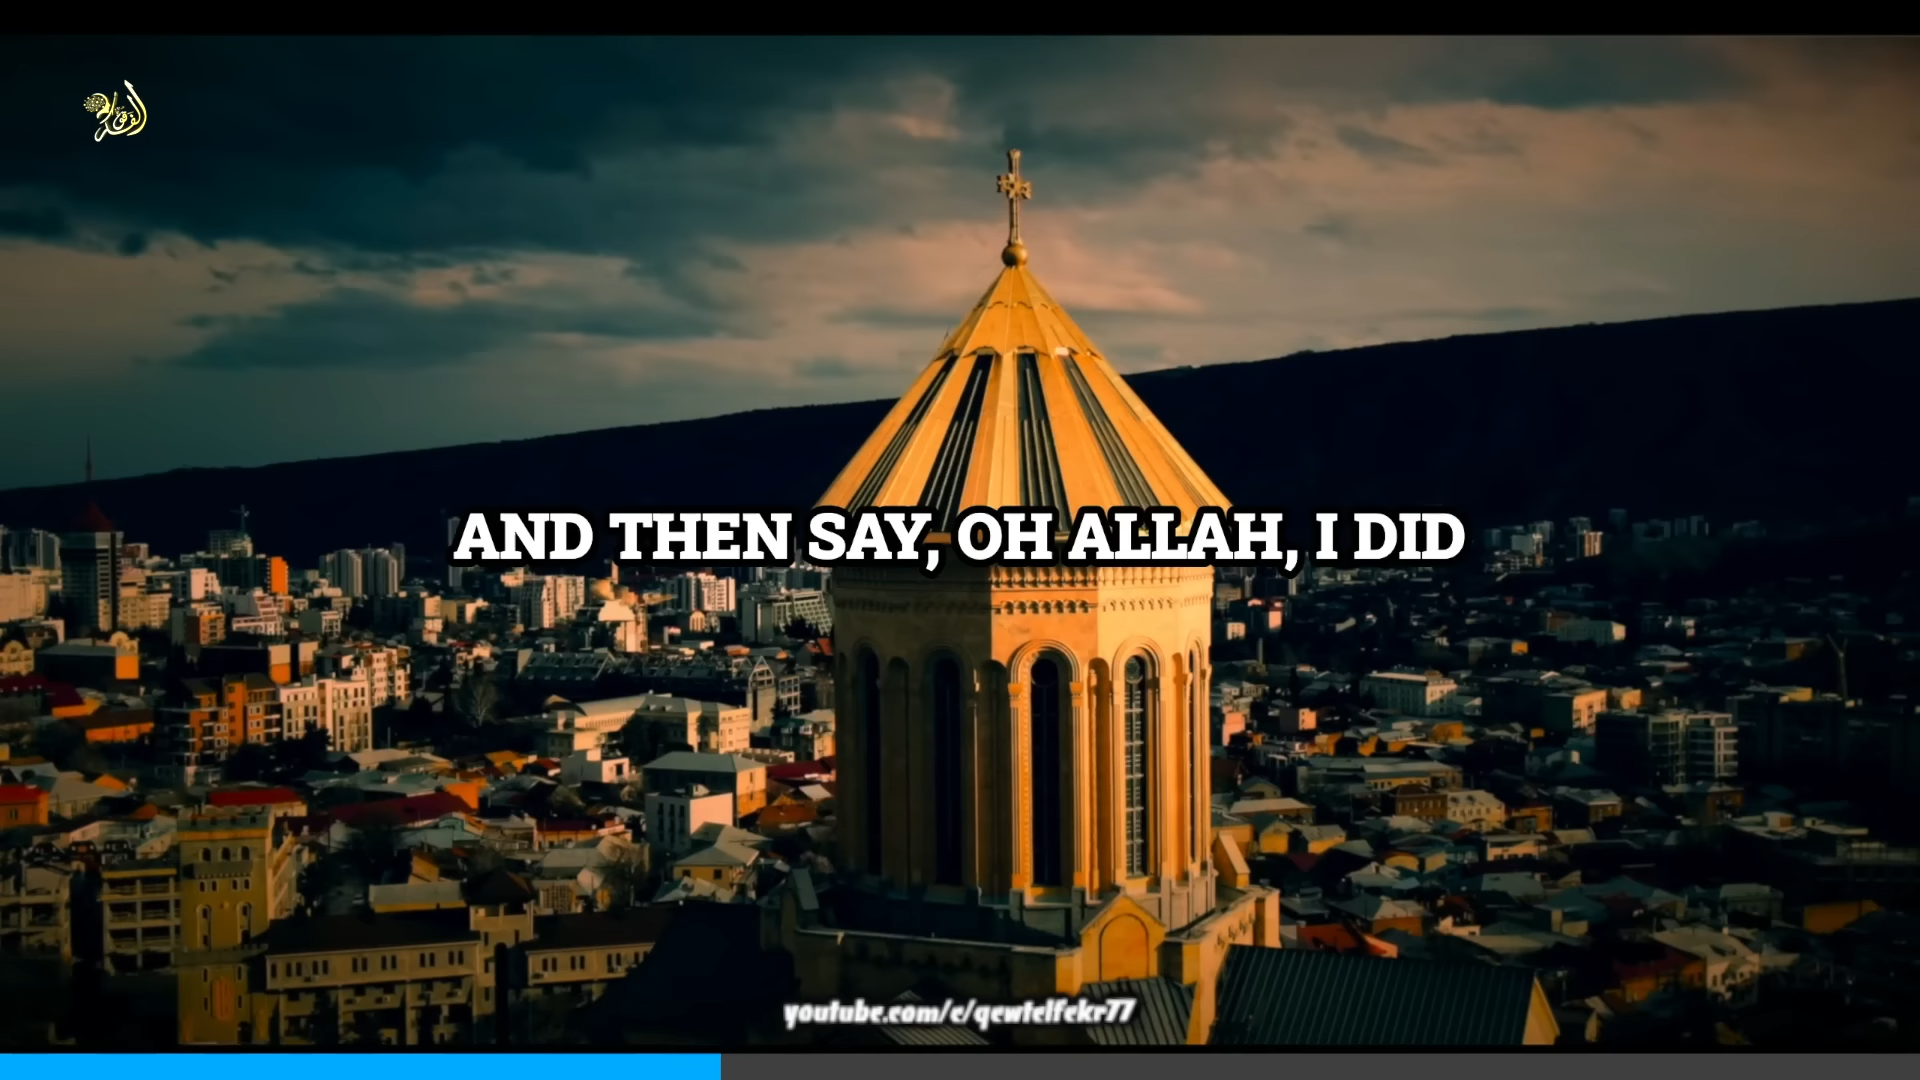 AND THEN SAY, OH ALLAH, I DID
youtube.com/c/qewtelfekr77